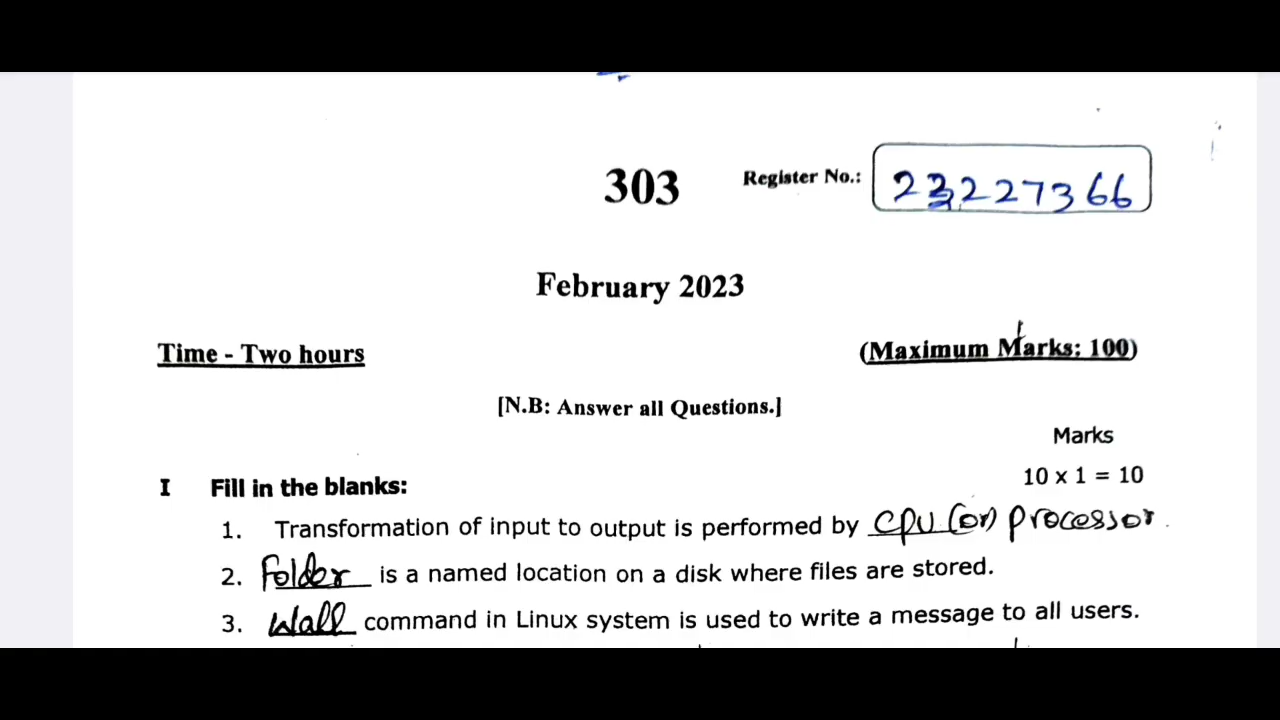 303 Register No.: 23227366
February 2023
Time - Two hours (Maximum Marks: 100)
[N.B: Answer all Questions.]
Marks
I Fill in the blanks: 10 x 1 = 10
1. Transformation of input to output is performed by CPU (or) processor.
2. Folder is a named location on a disk where files are stored.
3. Wall command in Linux system is used to write a message to all users.